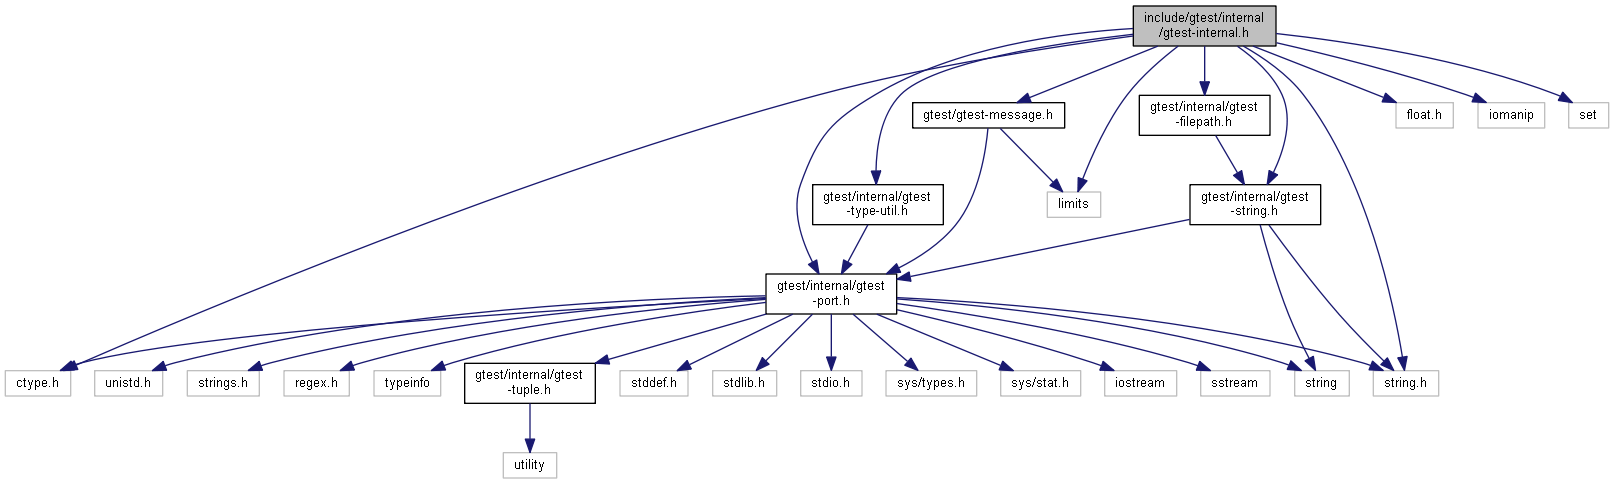 include/gtest/internal
/gtest-internal.h
gtest/gtest-message.h
gtest/internal/gtest
-filepath.h
float.h
iomanip
set
gtest/internal/gtest
-type-util.h
limits
gtest/internal/gtest
-string.h
gtest/internal/gtest
-port.h
ctype.h
unistd.h
strings.h
regex.h
typeinfo
gtest/internal/gtest
-tuple.h
stddef.h
stdlib.h
stdio.h
sys/types.h
sys/stat.h
iostream
sstream
string
string.h
utility